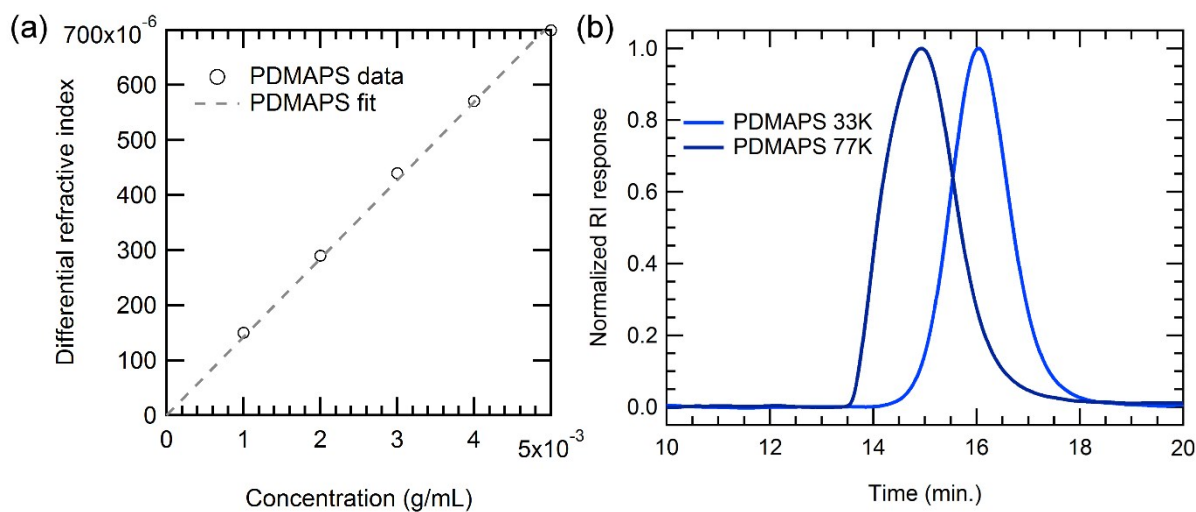 (a)
700x10⁻⁶
600
500
400
300
200
100
0
Differential refractive index
PDMAPS data
PDMAPS fit
0 1 2 3 4 5x10⁻³
Concentration (g/mL)
(b)
1.0
0.8
0.6
0.4
0.2
0.0
Normalized RI response
PDMAPS 33K
PDMAPS 77K
10 12 14 16 18 20
Time (min.)